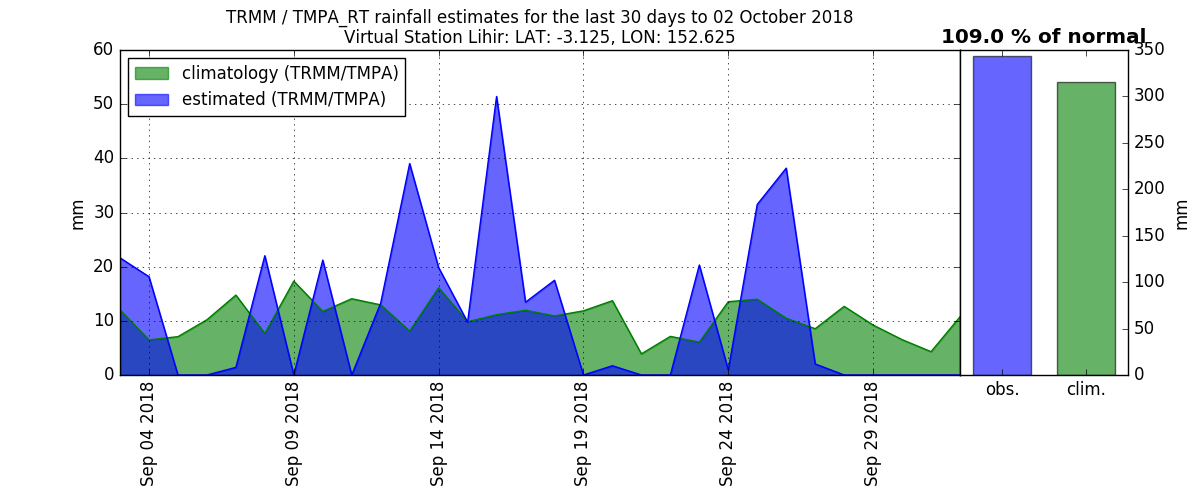 TRMM / TMPA_RT rainfall estimates for the last 30 days to 02 October 2018
Virtual Station Lihir: LAT: -3.125, LON: 152.625
109.0 % of normal
climatology (TRMM/TMPA)
estimated (TRMM/TMPA)
60
50
40
30
20
10
0
mm
Sep 04 2018
Sep 09 2018
Sep 14 2018
Sep 19 2018
Sep 24 2018
Sep 29 2018
350
300
250
200
150
100
50
0
mm
obs.
clim.